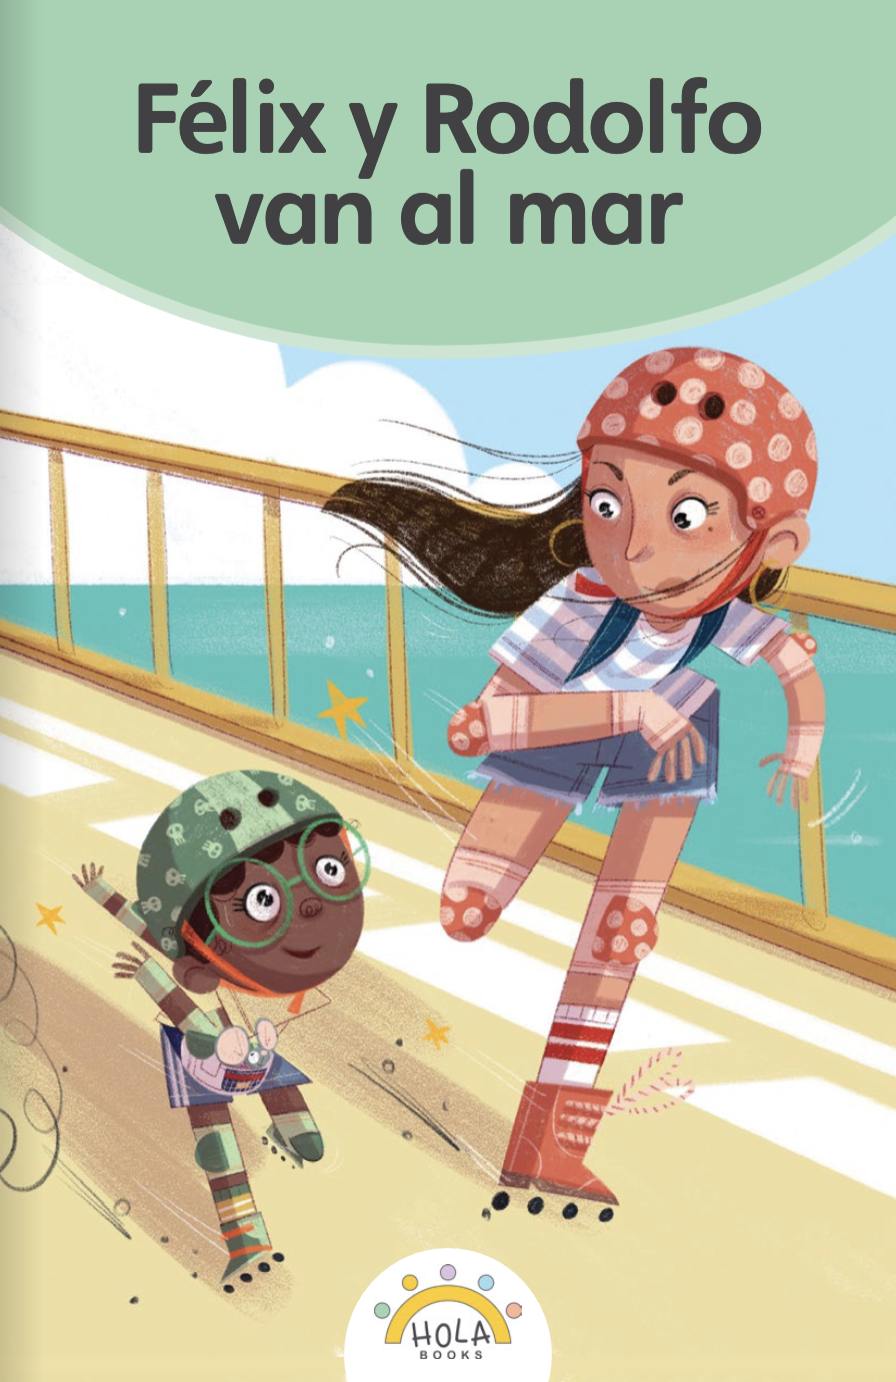 Félix y Rodolfo
van al mar
HOLA
BOOKS